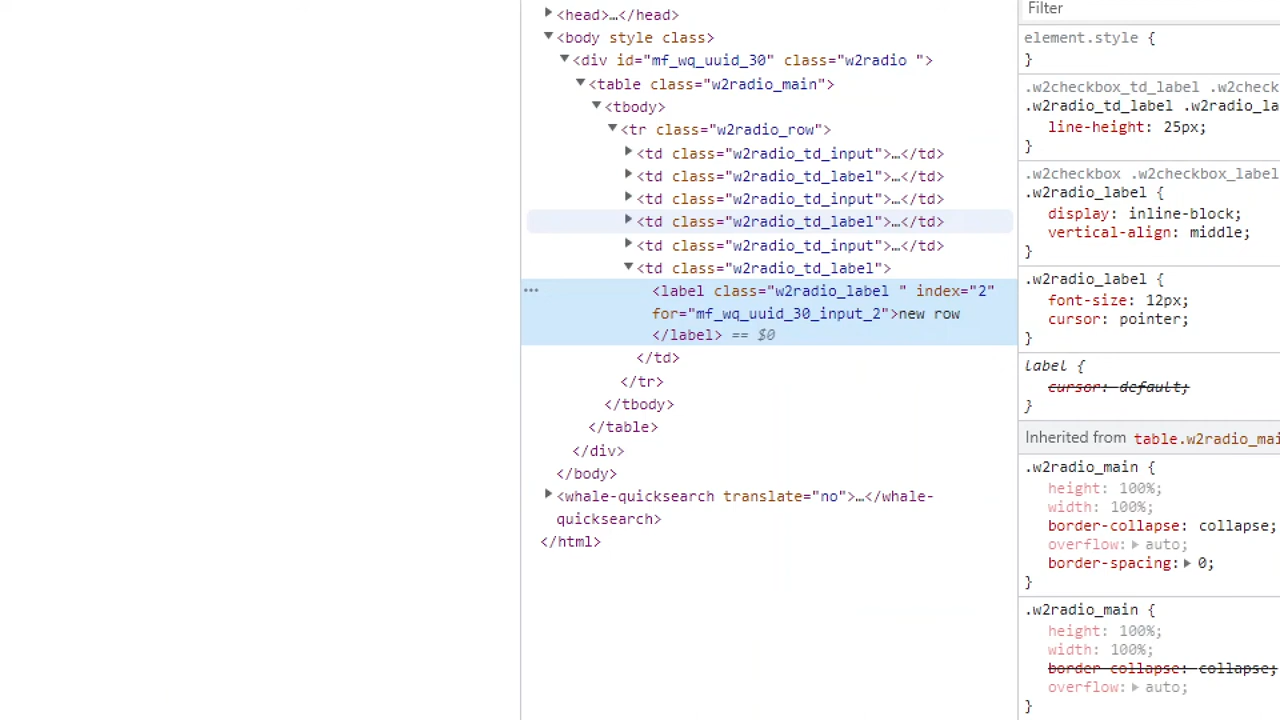 <head>…</head>
<body style class>
<div id="mf_wq_uuid_30" class="w2radio ">
<table class="w2radio_main">
<tbody>
<tr class="w2radio_row">
<td class="w2radio_td_input">…</td>
<td class="w2radio_td_label">…</td>
<td class="w2radio_td_input">…</td>
<td class="w2radio_td_label">…</td>
<td class="w2radio_td_input">…</td>
<td class="w2radio_td_label">
<label class="w2radio_label " index="2"
for="mf_wq_uuid_30_input_2">new row
</label> == $0
</td>
</tr>
</tbody>
</table>
</div>
</body>
<whale-quicksearch translate="no">…</whale-
quicksearch>
</html>
Filter
element.style {
}
.w2checkbox_td_label .w2check
.w2radio_td_label .w2radio_la
line-height: 25px;
}
.w2checkbox .w2checkbox_label
.w2radio_label {
display: inline-block;
vertical-align: middle;
}
.w2radio_label {
font-size: 12px;
cursor: pointer;
}
label {
cursor: default;
}
Inherited from table.w2radio_mai
.w2radio_main {
height: 100%;
width: 100%;
border-collapse: collapse;
overflow: auto;
border-spacing: 0;
}
.w2radio_main {
height: 100%;
width: 100%;
border-collapse: collapse;
overflow: auto;
}